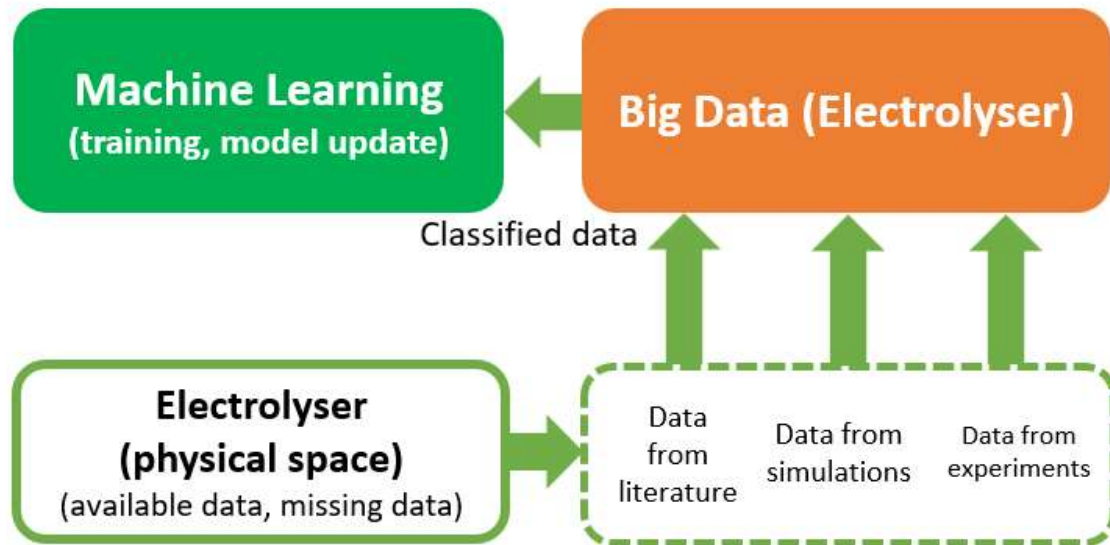 Machine Learning
(training, model update)
Big Data (Electrolyser)
Classified data
Electrolyser
(physical space)
(available data, missing data)
Data
from
literature
Data from
simulations
Data from
experiments